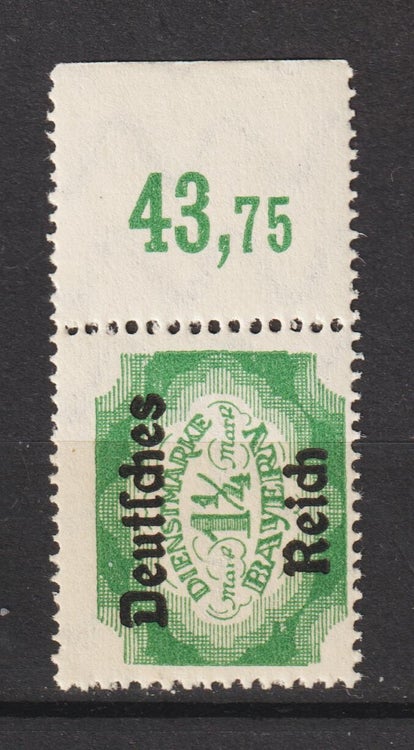 43,75
Deutſches
Reich
DIENSTMARKE
Mark
1¼
Mark
BAYERN